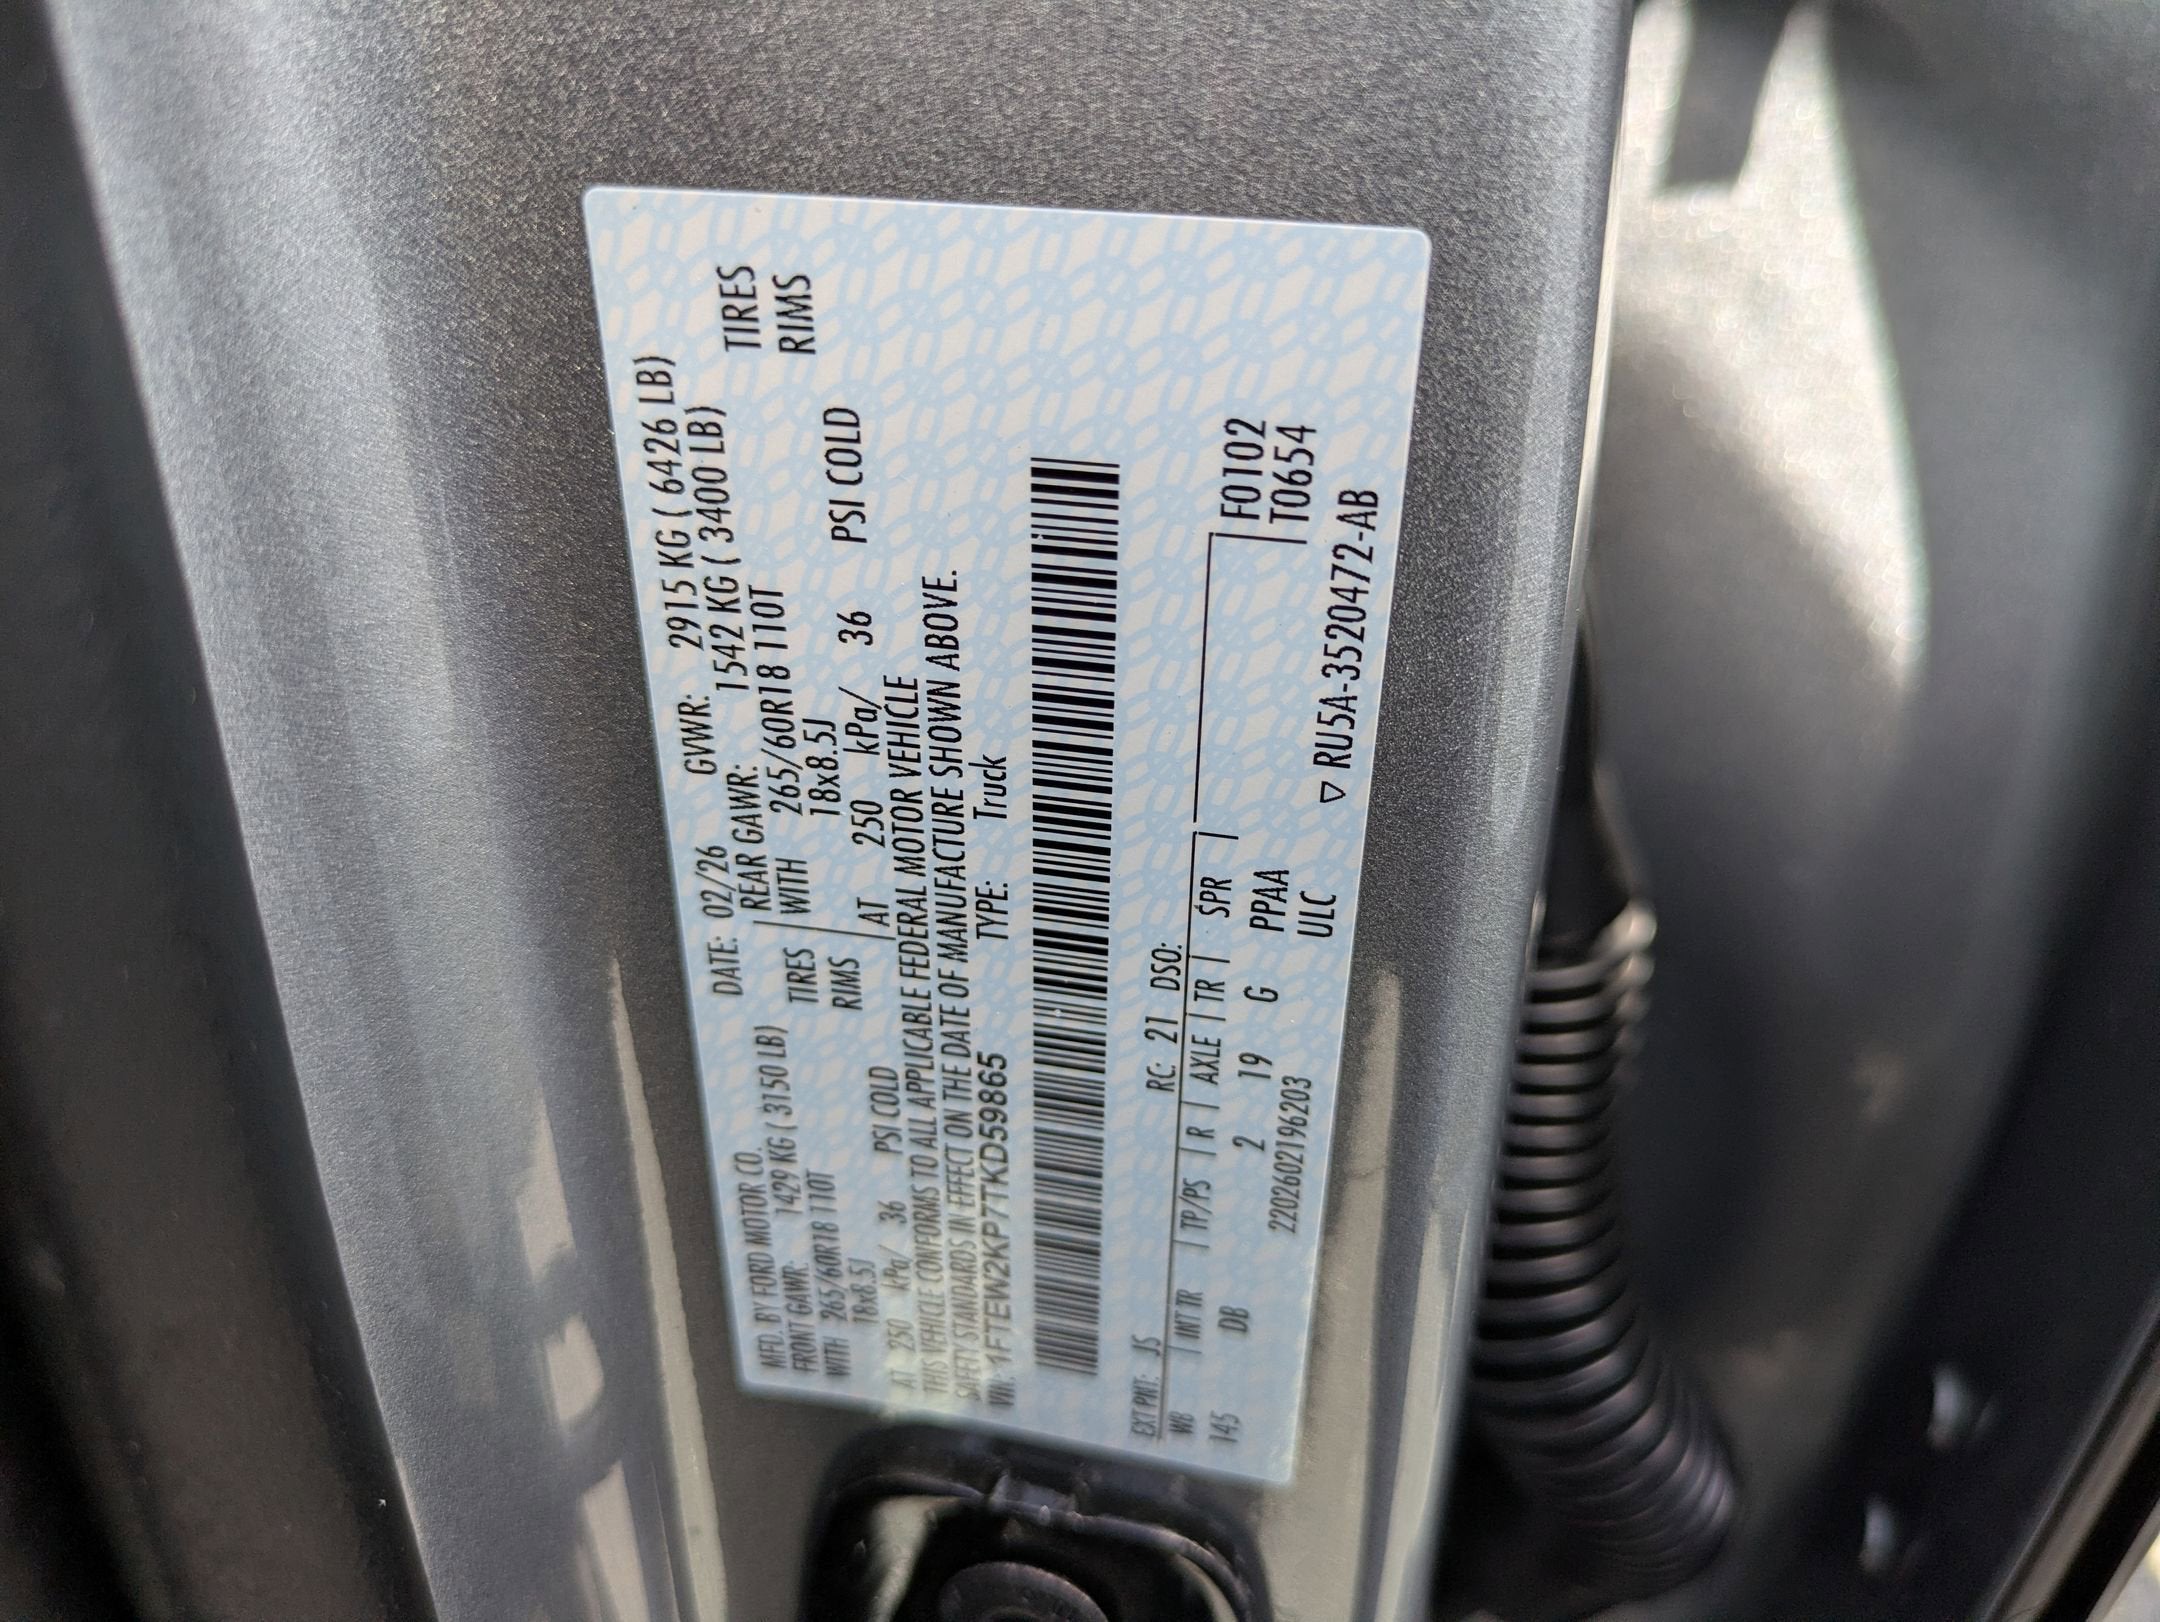 MFD. BY FORD MOTOR CO. DATE: 02/26 GVWR: 2915 KG ( 6426 LB)
FRONT GAWR: 1429 KG ( 3150 LB) REAR GAWR: 1542 KG ( 3400 LB)
WITH 265/60R18 110T TIRES WITH 265/60R18 110T TIRES
18x8.5J RIMS 18x8.5J RIMS
AT 250 kPa/ 36 PSI COLD AT 250 kPa/ 36 PSI COLD
THIS VEHICLE CONFORMS TO ALL APPLICABLE FEDERAL MOTOR VEHICLE
SAFETY STANDARDS IN EFFECT ON THE DATE OF MANUFACTURE SHOWN ABOVE.
VIN: 1FTEW2KP7TKD59865 TYPE: Truck
EXT PNT: JS RC: 21 DSO:
WB INT TR TP/PS R AXLE TR SPR F0102
145 DB 2 19 G PPAA T0654
220260219​6203 ULC
▽ RU5A-3520472-AB